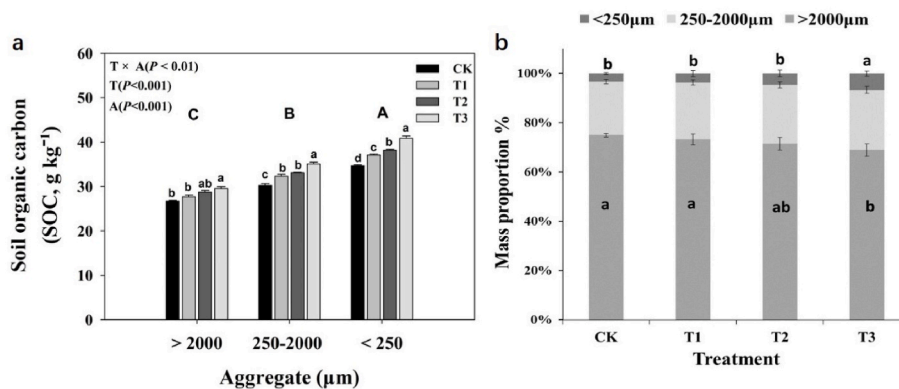 a
Soil organic carbon
(SOC, g kg⁻¹)
60
50
40
30
20
10
0
T × A(P < 0.01)
T(P<0.001)
A(P<0.001)
CK
T1
T2
T3
C
B
A
b b ab a
c b b a
d c b a
> 2000
250-2000
< 250
Aggregate (µm)
b
<250µm
250-2000µm
>2000µm
Mass proportion %
100%
80%
60%
40%
20%
0%
b b b a
a a ab b
CK T1 T2 T3
Treatment